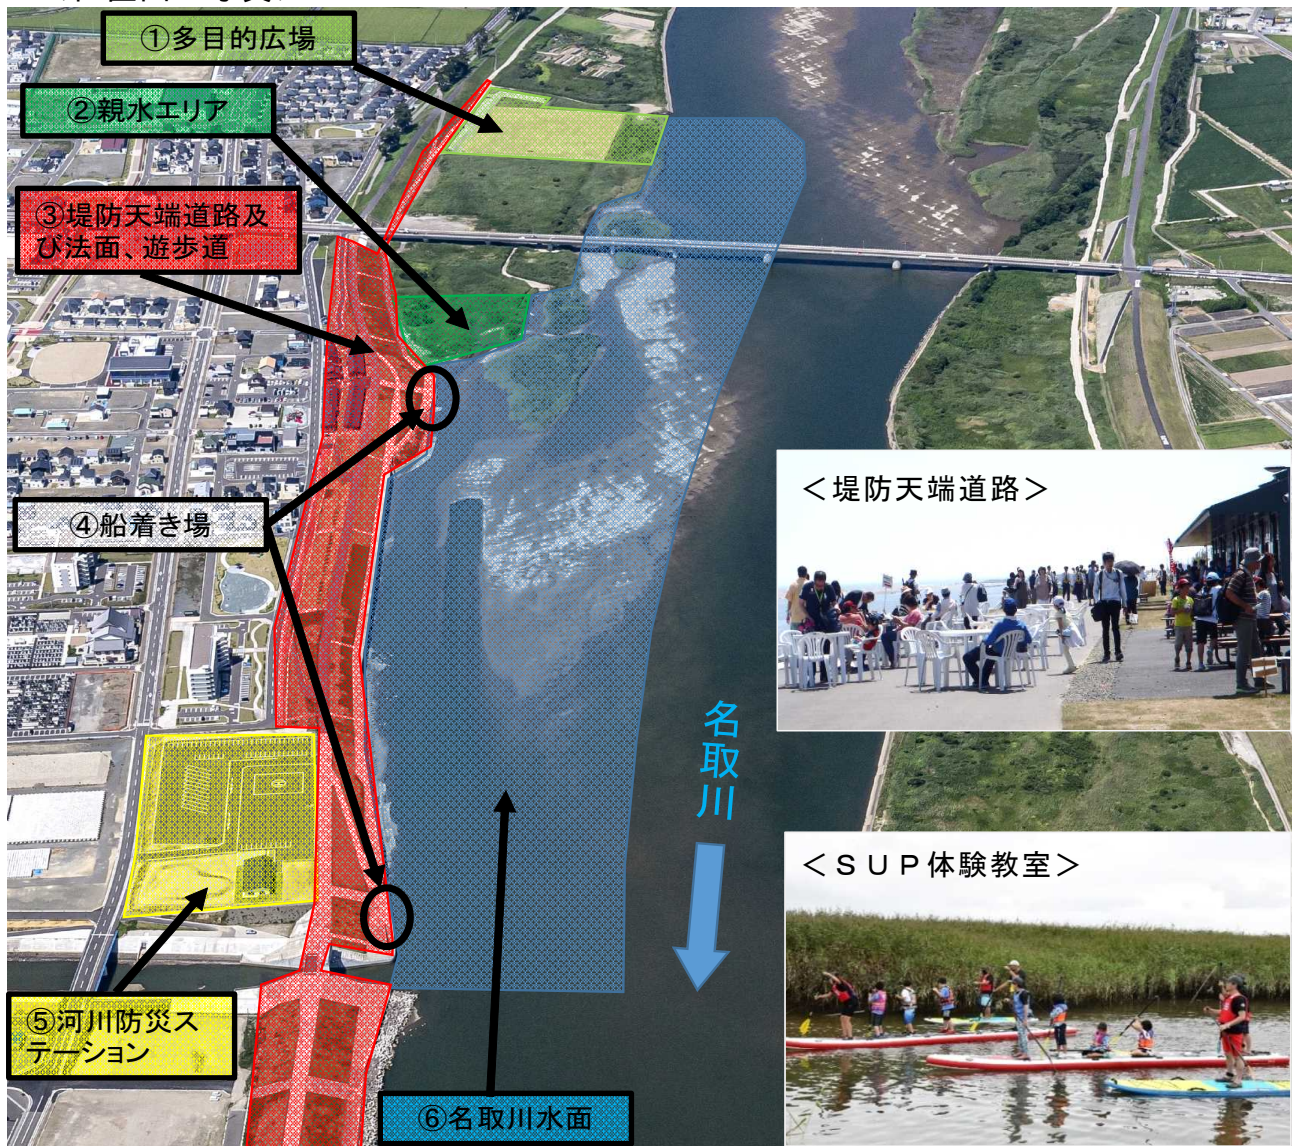 ①多目的広場
②親水エリア
③堤防天端道路及
び法面、遊歩道
④船着き場
＜堤防天端道路＞
名取川
＜ＳＵＰ体験教室＞
⑤河川防災ス
テーション
⑥名取川水面